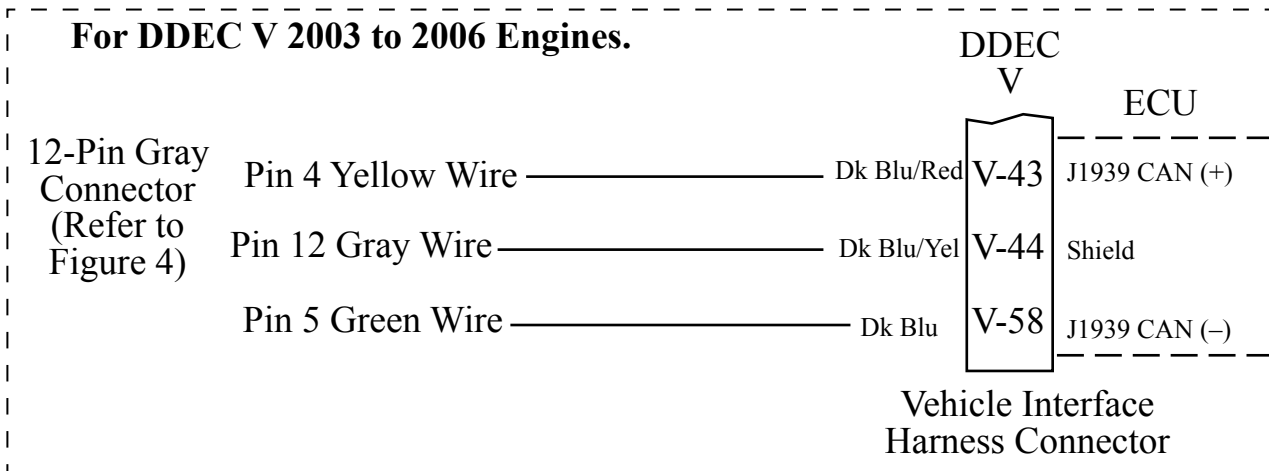 For DDEC V 2003 to 2006 Engines.
DDEC
V
ECU
12-Pin Gray
Connector
(Refer to
Figure 4)
Pin 4 Yellow Wire
Dk Blu/Red
V-43
J1939 CAN (+)
Pin 12 Gray Wire
Dk Blu/Yel
V-44
Shield
Pin 5 Green Wire
Dk Blu
V-58
J1939 CAN (–)
Vehicle Interface
Harness Connector